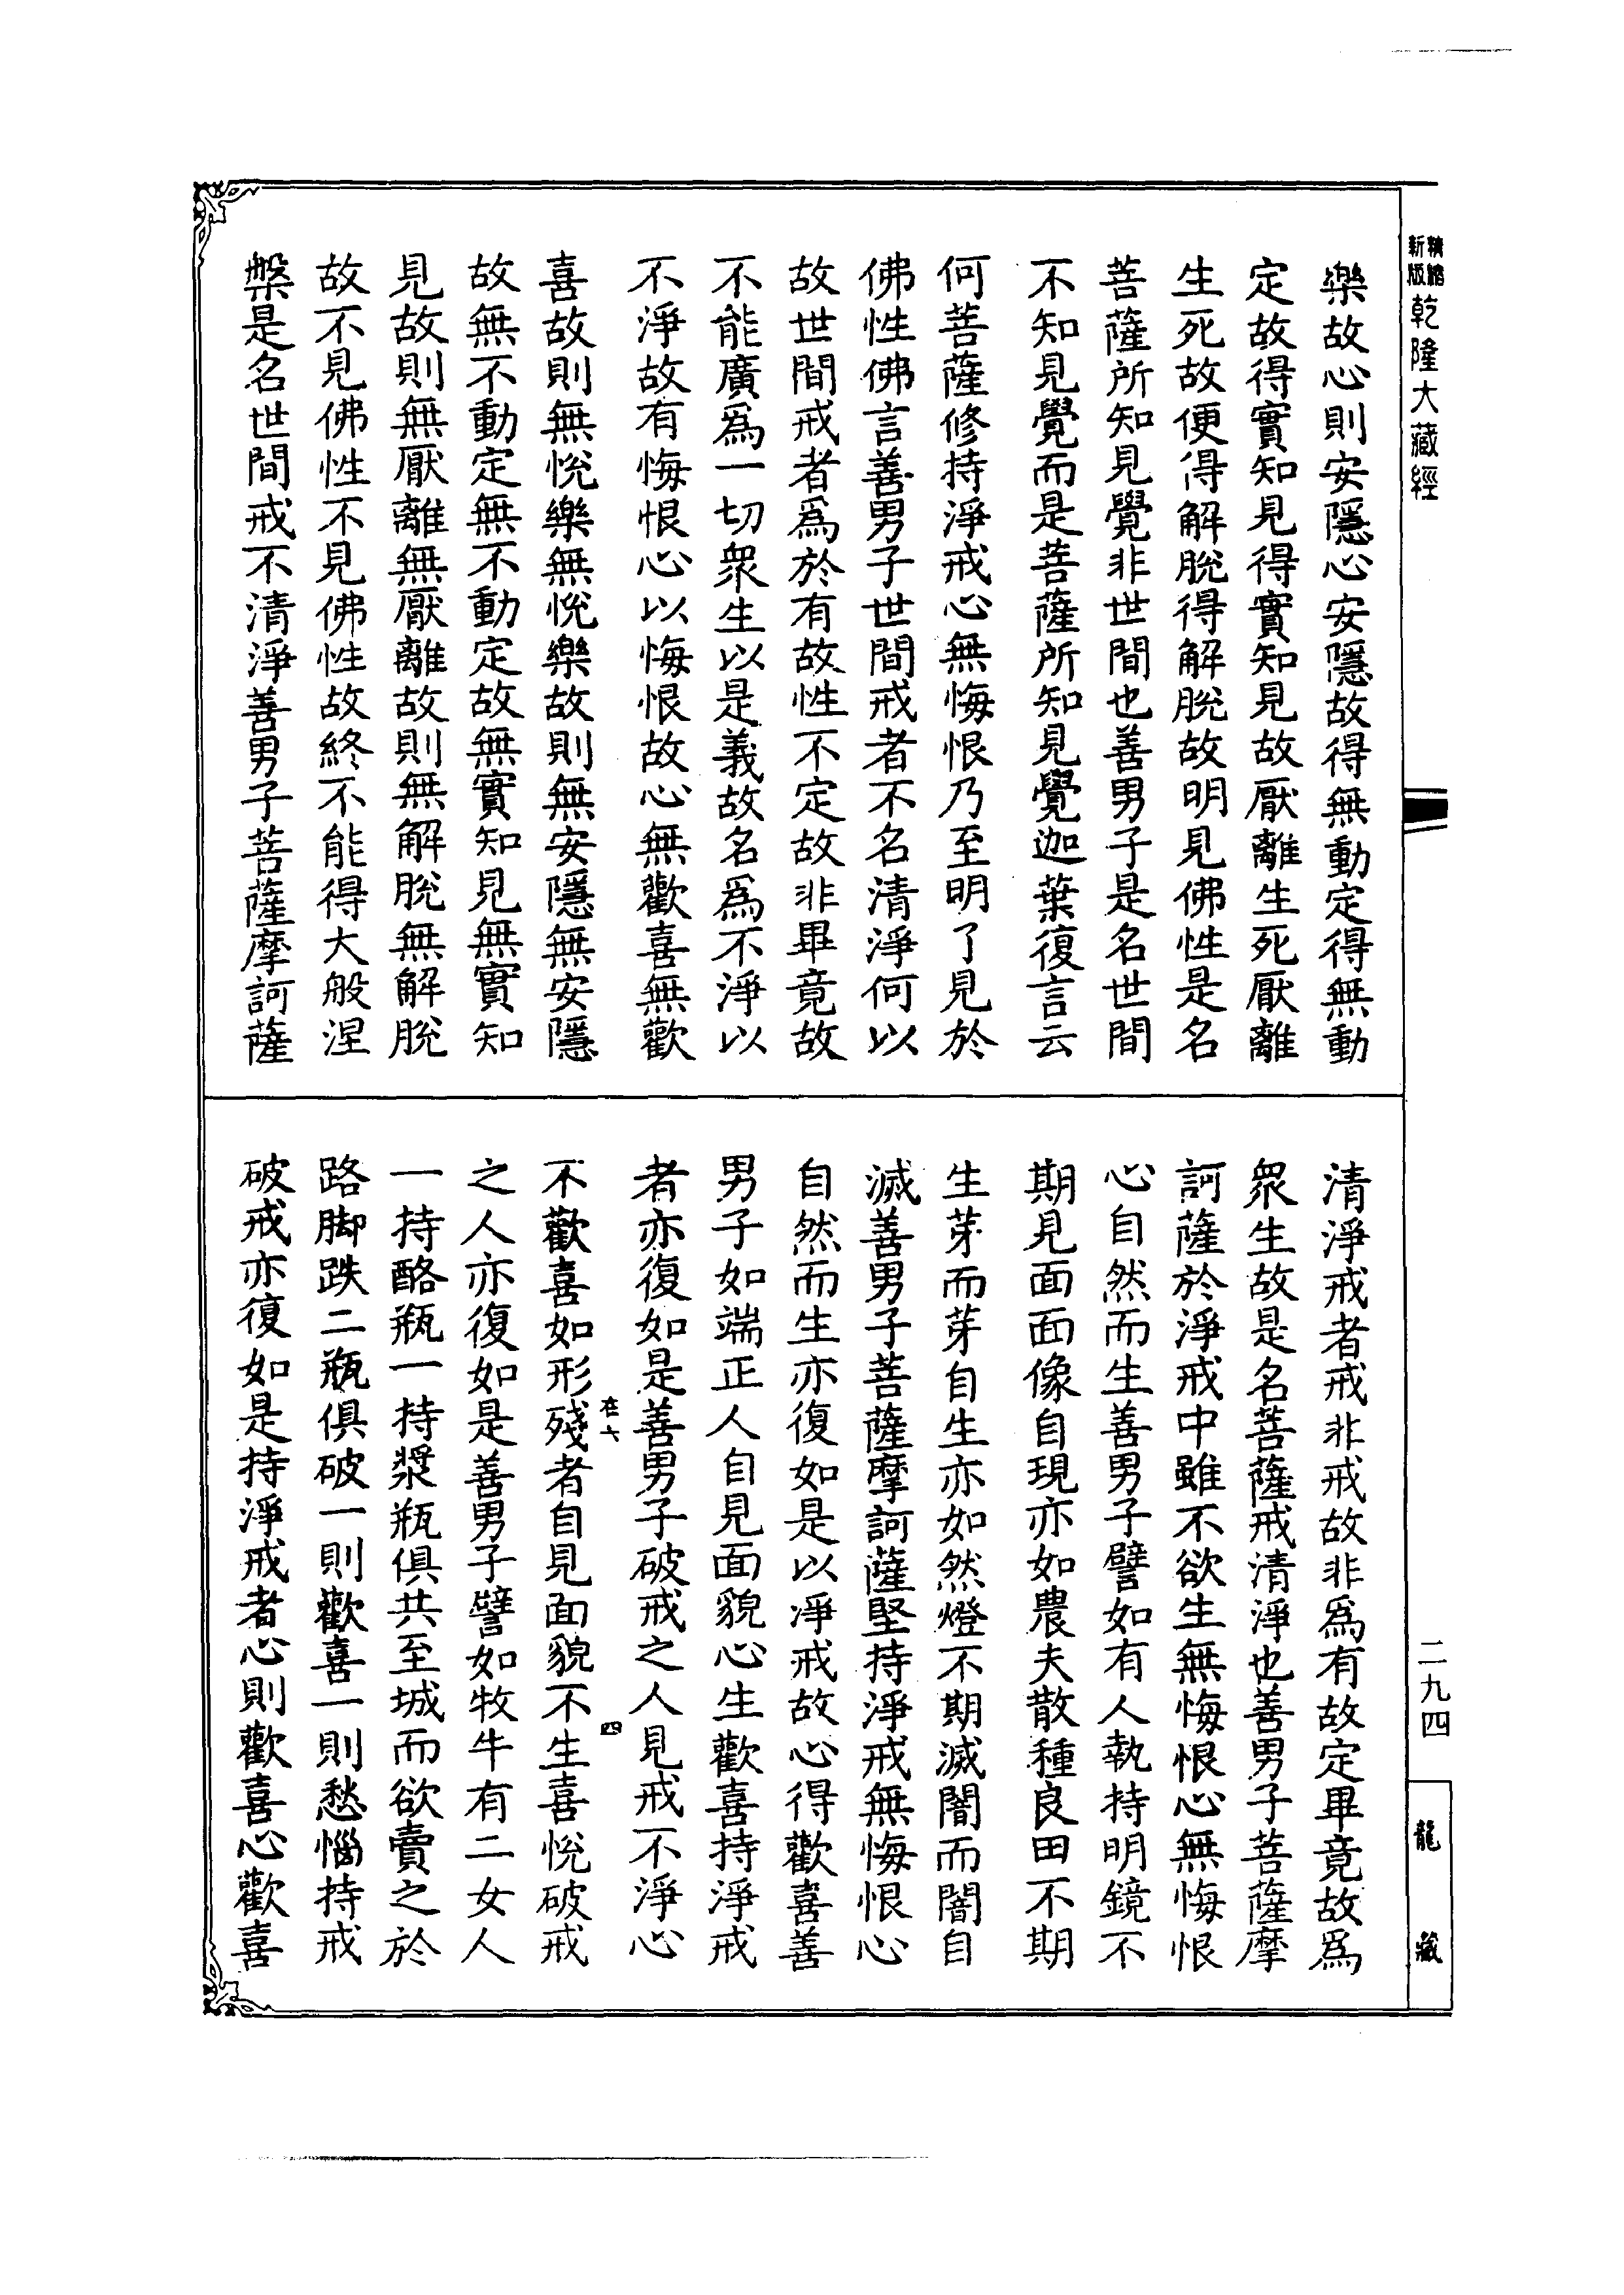 精縮新版乾隆大藏經
樂故心則安隱心安隱故得無動定得無動
定故得實知見得實知見故厭離生死厭離
生死故便得解脫得解脫故明見佛性是名
菩薩所知見覺非世間也善男子是名世間
不知見覺而是菩薩所知見覺迦葉復言云
何菩薩修持淨戒心無悔恨乃至明了見於
佛性佛言善男子世間戒者不名清淨何以
故世間戒者爲於有故性不定故非畢竟故
不能廣爲一切衆生以是義故名爲不淨以
不淨故有悔恨心以悔恨故心無歡喜無歡
喜故則無悅樂無悅樂故則無安隱無安隱
故無不動定無不動定故無實知見無實知
見故則無厭離無厭離故則無解脫無解脫
故不見佛性不見佛性故終不能得大般涅
槃是名世間戒不清淨善男子菩薩摩訶薩
清淨戒者戒非戒故非爲有故定畢竟故爲
衆生故是名菩薩戒清淨也善男子菩薩摩
訶薩於淨戒中雖不欲生無悔恨心無悔恨
心自然而生善男子譬如有人執持明鏡不
期見面面像自現亦如農夫散種良田不期
生芽而芽自生亦如然燈不期滅闇而闇自
滅善男子菩薩摩訶薩堅持淨戒無悔恨心
自然而生亦復如是以淨戒故心得歡喜善
男子如端正人自見面貌心生歡喜持淨戒
者亦復如是善男子破戒之人見戒不淨心
在六 四
不歡喜如形殘者自見面貌不生喜悅破戒
之人亦復如是善男子譬如牧牛有二女人
一持酪瓶一持漿瓶俱共至城而欲賣之於
路脚跌二瓶俱破一則歡喜一則愁惱持戒
破戒亦復如是持淨戒者心則歡喜心歡喜
二九四
龍藏